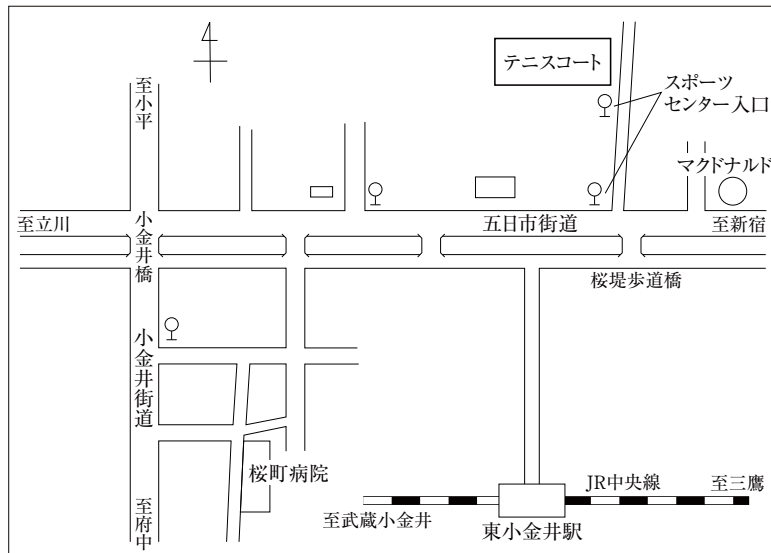 テニスコート
スポーツ
センター入口
至小平
マクドナルド
至立川
小金井橋
五日市街道
至新宿
桜堤歩道橋
小金井街道
桜町病院
JR中央線
至三鷹
至武蔵小金井
東小金井駅
至府中